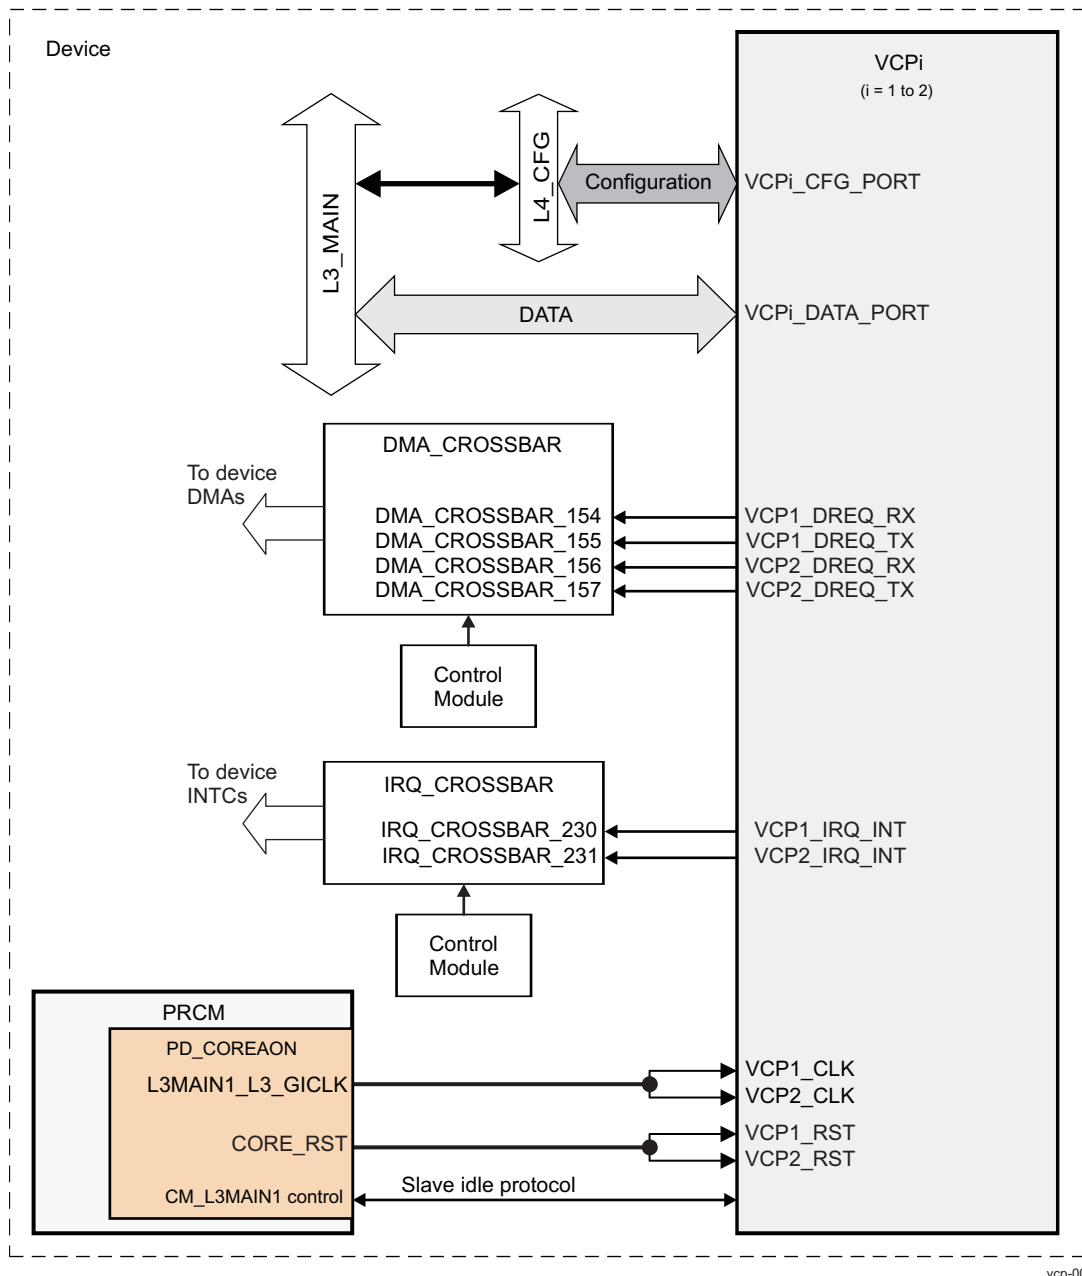 Device
VCPi
(i = 1 to 2)
L3_MAIN
L4_CFG
Configuration
VCPi_CFG_PORT
DATA
VCPi_DATA_PORT
DMA_CROSSBAR
To device
DMAs
DMA_CROSSBAR_154
VCP1_DREQ_RX
DMA_CROSSBAR_155
VCP1_DREQ_TX
DMA_CROSSBAR_156
VCP2_DREQ_RX
DMA_CROSSBAR_157
VCP2_DREQ_TX
Control
Module
To device
INTCs
IRQ_CROSSBAR
IRQ_CROSSBAR_230
VCP1_IRQ_INT
IRQ_CROSSBAR_231
VCP2_IRQ_INT
Control
Module
PRCM
PD_COREAON
L3MAIN1_L3_GICLK
VCP1_CLK
VCP2_CLK
CORE_RST
VCP1_RST
VCP2_RST
CM_L3MAIN1 control
Slave idle protocol